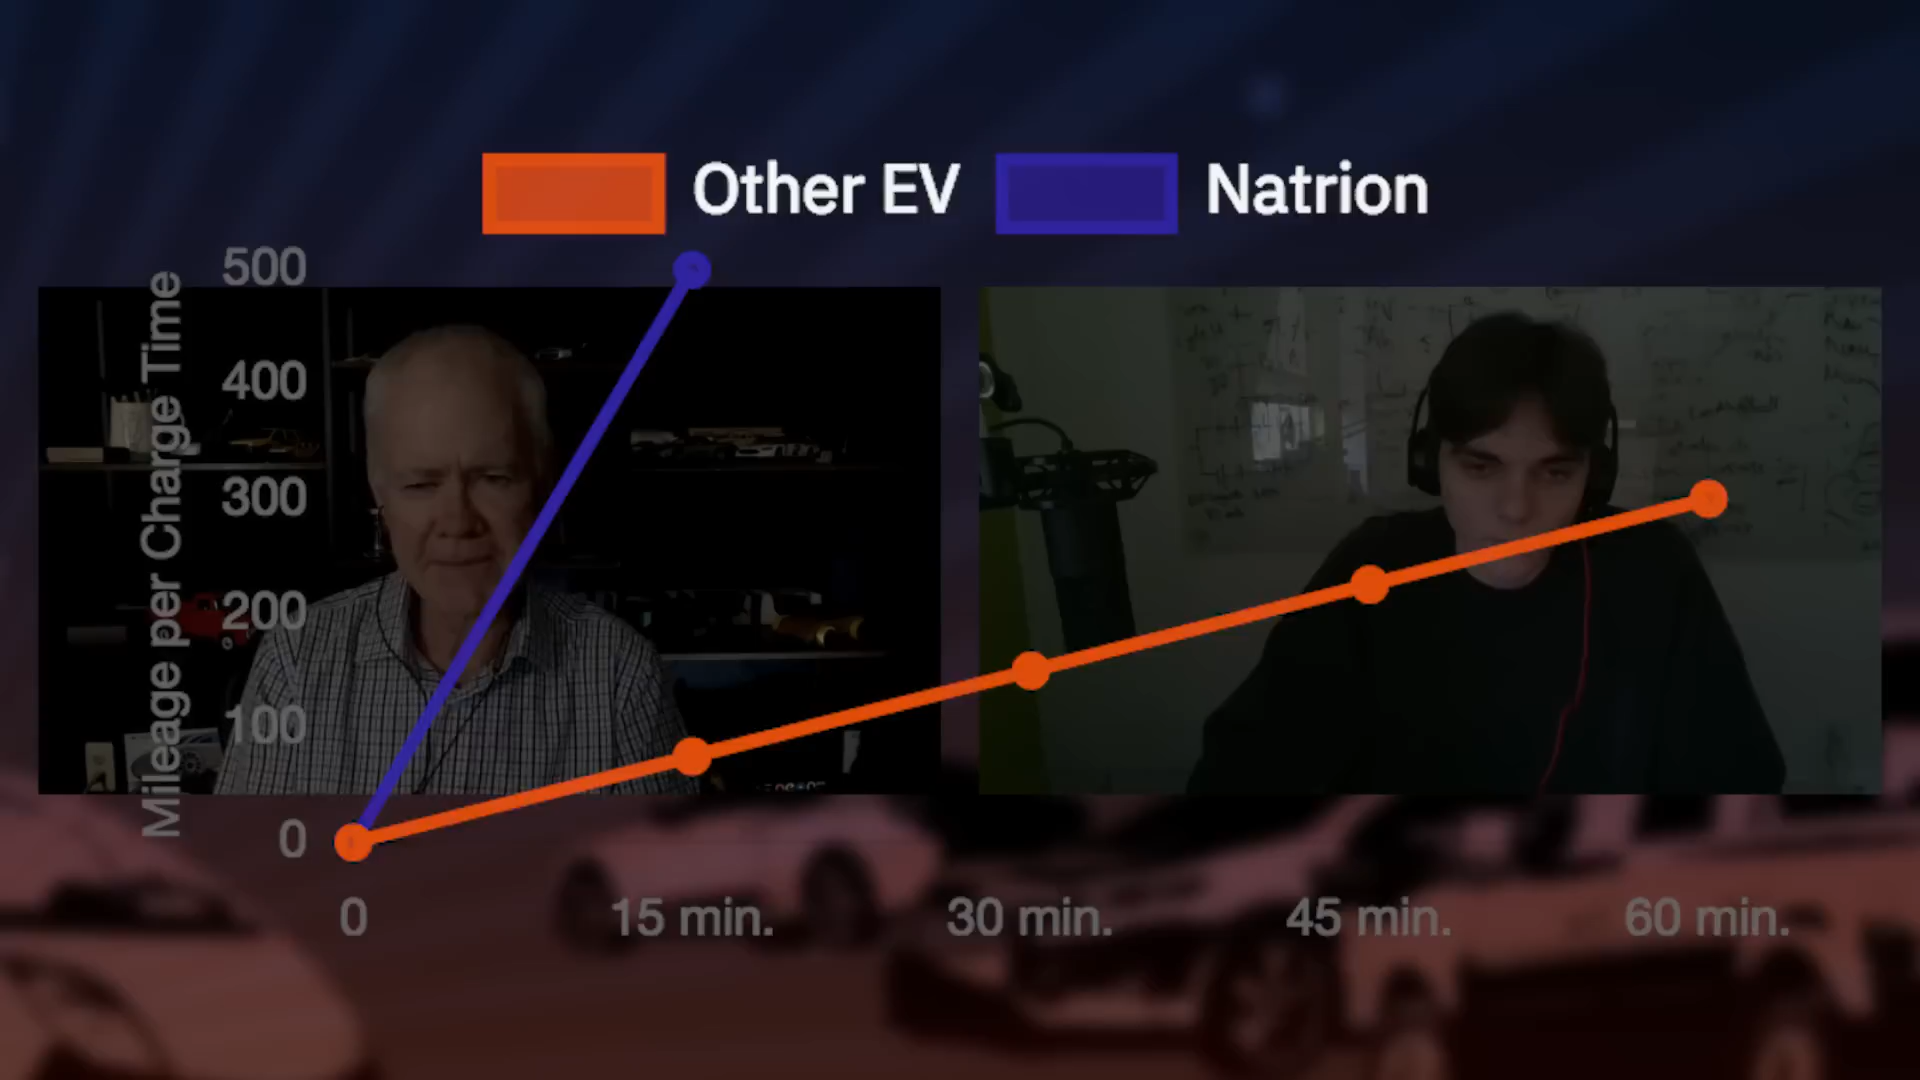 Other EV
Natrion
Mileage per Charge Time
500
400
300
200
100
0
0
15 min.
30 min.
45 min.
60 min.